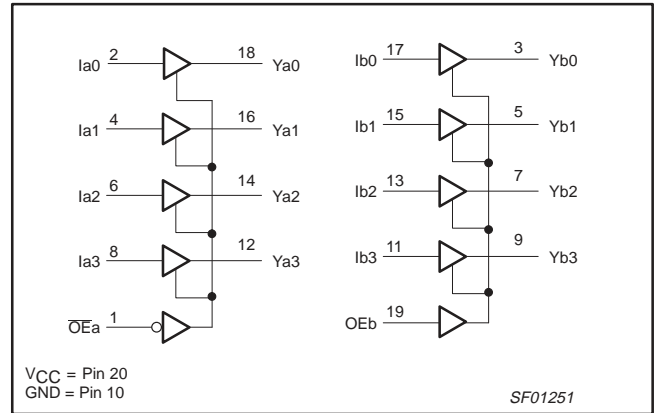 Ia0 2 18 Ya0
Ia1 4 16 Ya1
Ia2 6 14 Ya2
Ia3 8 12 Ya3
OEa 1
Ib0 17 3 Yb0
Ib1 15 5 Yb1
Ib2 13 7 Yb2
Ib3 11 9 Yb3
OEb 19
VCC = Pin 20
GND = Pin 10
SF01251